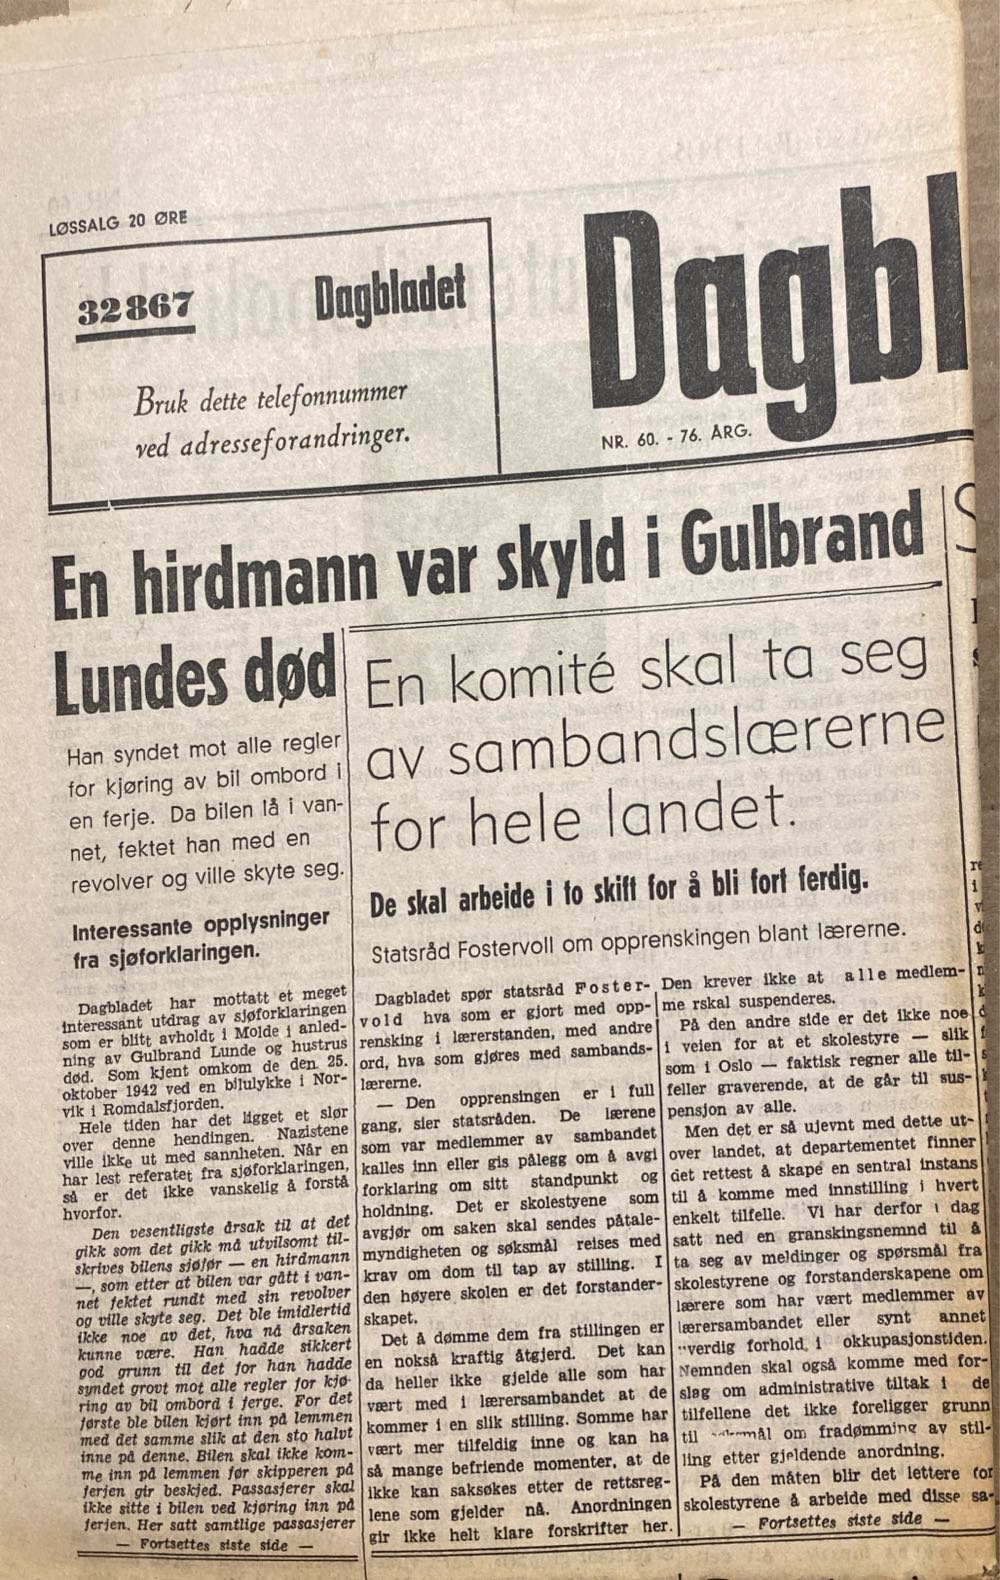 LØSSALG 20 ØRE
32867 Dagbladet
Bruk dette telefonnummer
ved adresseforandringer.
Dagbl
NR. 60. - 76. ÅRG.
En hirdmann var skyld i Gulbrand
Lundes død
Han syndet mot alle regler
for kjøring av bil ombord i
en ferje. Da bilen lå i van-
net, fektet han med en
revolver og ville skyte seg.
Interessante opplysninger
fra sjøforklaringen.
Dagbladet har mottatt et meget
interessant utdrag av sjøforklaringen
som er blitt avholdt i Molde i anled-
ning av Gulbrand Lunde og hustrus
død. Som kjent omkom de den 25.
oktober 1942 ved en bilulykke i Nor-
vik i Romdalsfjorden.
Hele tiden har det ligget et slør
over denne hendingen. Nazistene
ville ikke ut med sannheten. Når en
har lest referatet fra sjøforklaringen,
så er det ikke vanskelig å forstå
hvorfor.
Den vesentligste årsak til at det
gikk som det gikk må utvilsomt til-
skrives bilens sjåfør — en hirdmann
—, som etter at bilen var gått i van-
net fektet rundt med sin revolver
og ville skyte seg. Det ble imidlertid
ikke noe av det, hva nå årsaken
kunne være. Han hadde sikkert
god grunn til det for han hadde
syndet grovt mot alle regler for kjø-
ring av bil ombord i ferge. For det
første ble bilen kjørt inn på lemmen
med det samme slik at den sto halvt
inne på denne. Bilen skal ikke kom-
me inn på lemmen før skipperen på
ferjen gir beskjed. Passasjerer skal
ikke sitte i bilen ved kjøring inn på
ferjen. Her satt samtlige passasjerer
— Fortsettes siste side —
En komité skal ta seg
av sambandslærerne
for hele landet.
De skal arbeide i to skift for å bli fort ferdig.
Statsråd Fostervoll om opprenskingen blant lærerne.
Dagbladet spør statsråd Foster-
vold hva som er gjort med opp-
rensking i lærerstanden, med andre
ord, hva som gjøres med sambands-
lærerne.
— Den opprensingen er i full
gang, sier statsråden. De lærene
som var medlemmer av sambandet
kalles inn eller gis pålegg om å avgi
forklaring om sitt standpunkt og
holdning. Det er skolestyene som
avgjør om saken skal sendes påtale-
myndigheten og søksmål reises med
krav om dom til tap av stilling. I
den høyere skolen er det forstander-
skapet.
Det å dømme dem fra stillingen er
en nokså kraftig åtgjerd. Det kan
da heller ikke gjelde alle som har
vært med i lærersambandet at de
kommer i en slik stilling. Somme har
vært mer tilfeldig inne og kan ha
så mange befriende momenter, at de
ikke kan saksøkes etter de rettsreg-
lene som gjelder nå. Anordningen
gir ikke helt klare forskrifter her.
Den krever ikke at alle medlem-
me rskal suspenderes.
På den andre side er det ikke noe
i veien for at et skolestyre — slik
som i Oslo — faktisk regner alle til-
feller graverende, at de går til sus-
pensjon av alle.
Men det er så ujevnt med dette ut-
over landet, at departementet finner
det rettest å skape en sentral instans
til å komme med innstilling i hvert
enkelt tilfelle. Vi har derfor i dag
satt ned en granskingsnemnd til å
ta seg av meldinger og spørsmål fra
skolestyrene og forstanderskapene om
lærere som har vært medlemmer av
lærersambandet eller synt annet
verdig forhold i okkupasjonstiden.
Nemnden skal også komme med for-
slag om administrative tiltak i de
tilfellene det ikke foreligger grunn
til om fradømming av stil-
ling etter gjeldende anordning.
På den måten blir det lettere for
skolestyrene å arbeide med disse sa-
— Fortsettes siste side —